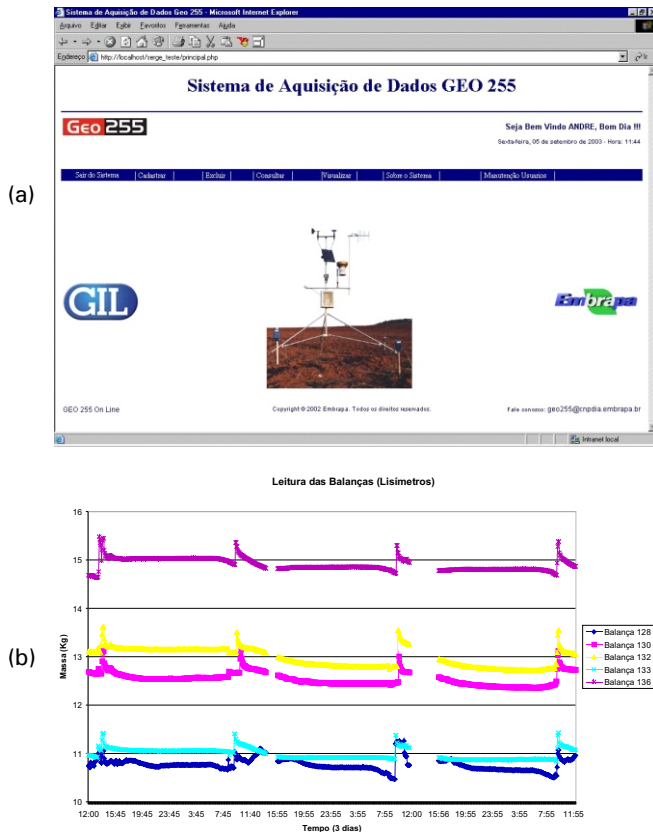 (a)
Sistema de Aquisição de Dados Geo 255 - Microsoft Internet Explorer
Arquivo Editar Exibir Favoritos Ferramentas Ajuda
Endereço http://localhost/serge_teste/principal.php
Sistema de Aquisição de Dados GEO 255
GEO 255
Seja Bem Vindo ANDRE, Bom Dia !!!
Sexta-feira, 05 de setembro de 2003 - Hora: 11:44
Sair do Sistema | Cadastrar | Excluir | Consultar | Visualizar | Sobre o Sistema | Manutenção Usuarios |
GIL
Embrapa
GEO 255 On Line
Copyright © 2002 Embrapa. Todos os direitos reservados.
Fale conosco: geo255@cnpdia.embrapa.br
Intranet local
(b)
Leitura das Balanças (Lisímetros)
Massa (Kg)
16
15
14
13
12
11
10
12:00 15:45 19:45 23:45 3:45 7:45 11:40 15:55 19:55 23:55 3:55 7:55 12:00 15:55 19:55 23:55 3:55 7:55 11:55
Tempo (3 dias)
Balança 128
Balança 130
Balança 132
Balança 133
Balança 136